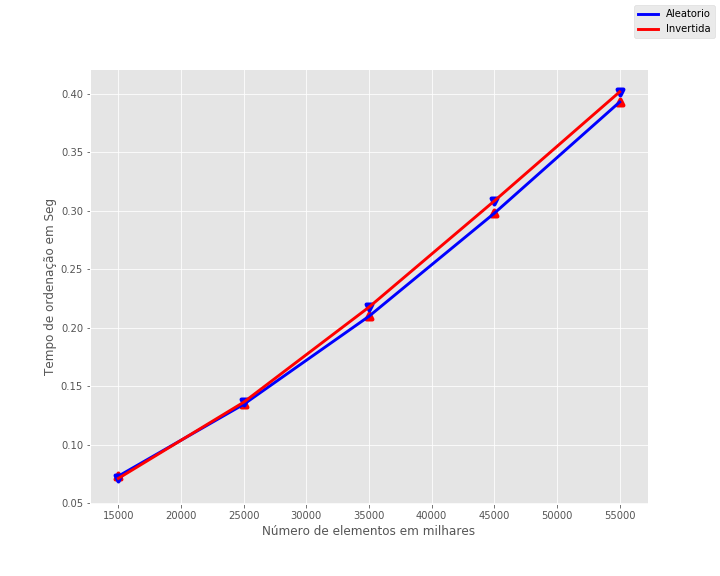 Aleatorio
Invertida
0.40
0.35
0.30
0.25
0.20
0.15
0.10
0.05
Tempo de ordenação em Seg
15000 20000 25000 30000 35000 40000 45000 50000 55000
Número de elementos em milhares